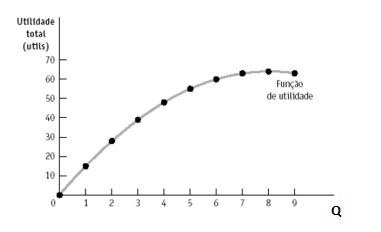 Utilidade
total
(utils)
70
60
50
40
30
20
10
0 1 2 3 4 5 6 7 8 9
Função
de utilidade
Q